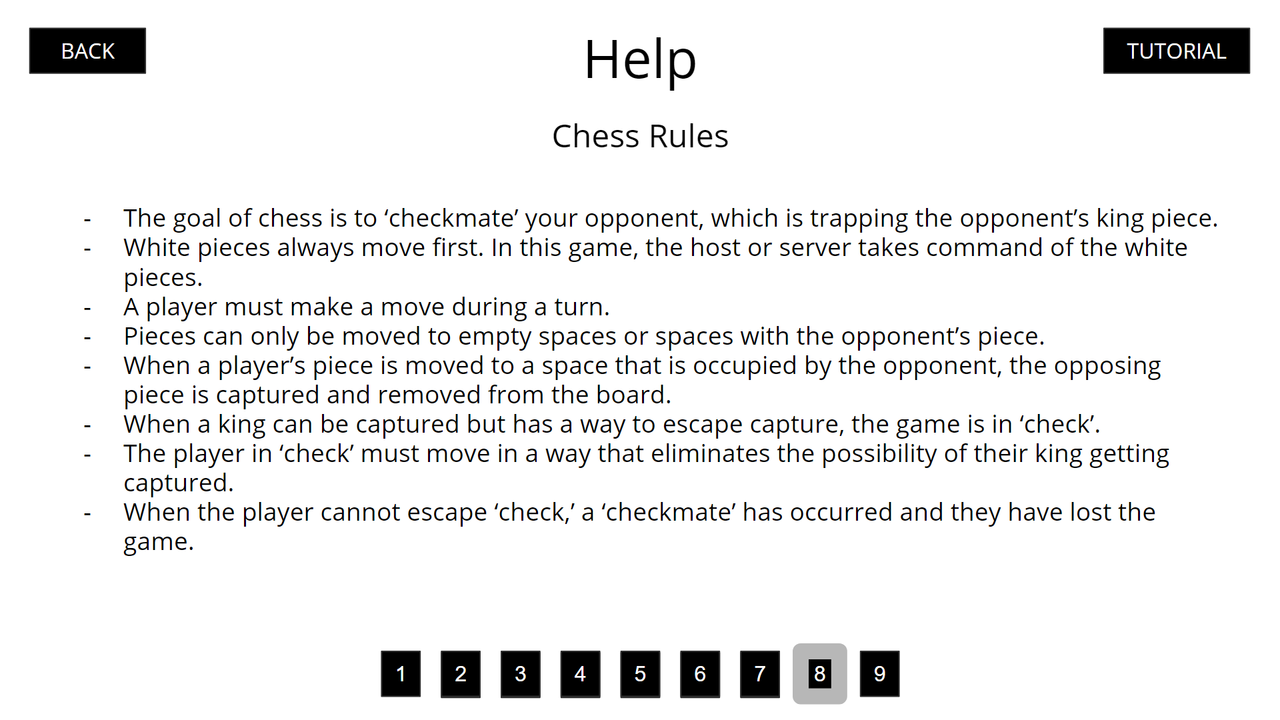 BACK
Help
TUTORIAL
Chess Rules
- The goal of chess is to ‘checkmate’ your opponent, which is trapping the opponent’s king piece.
- White pieces always move first. In this game, the host or server takes command of the white
pieces.
- A player must make a move during a turn.
- Pieces can only be moved to empty spaces or spaces with the opponent’s piece.
- When a player’s piece is moved to a space that is occupied by the opponent, the opposing
piece is captured and removed from the board.
- When a king can be captured but has a way to escape capture, the game is in ‘check’.
- The player in ‘check’ must move in a way that eliminates the possibility of their king getting
captured.
- When the player cannot escape ‘check,’ a ‘checkmate’ has occurred and they have lost the
game.
1 2 3 4 5 6 7 8 9